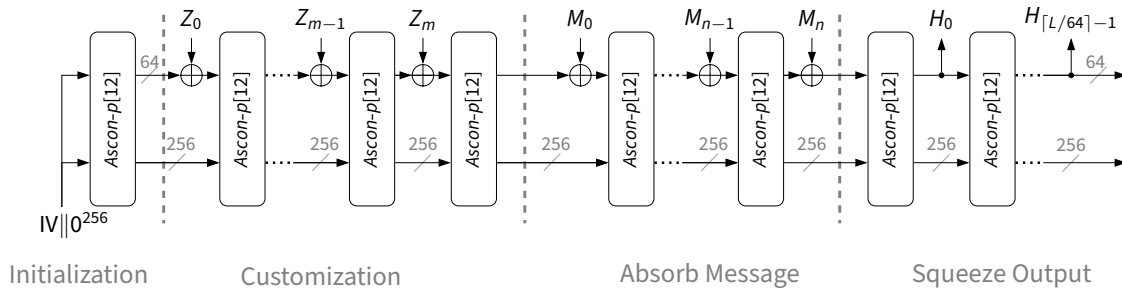 Z₀ Zₘ₋₁ Zₘ M₀ Mₙ₋₁ Mₙ H₀ H⌈L/64⌉−1
64 64
Ascon-p[12] Ascon-p[12] Ascon-p[12] Ascon-p[12] Ascon-p[12] Ascon-p[12] Ascon-p[12] Ascon-p[12]
256 256 256 256 256 256 256 256
IV‖0²⁵⁶
Initialization Customization Absorb Message Squeeze Output